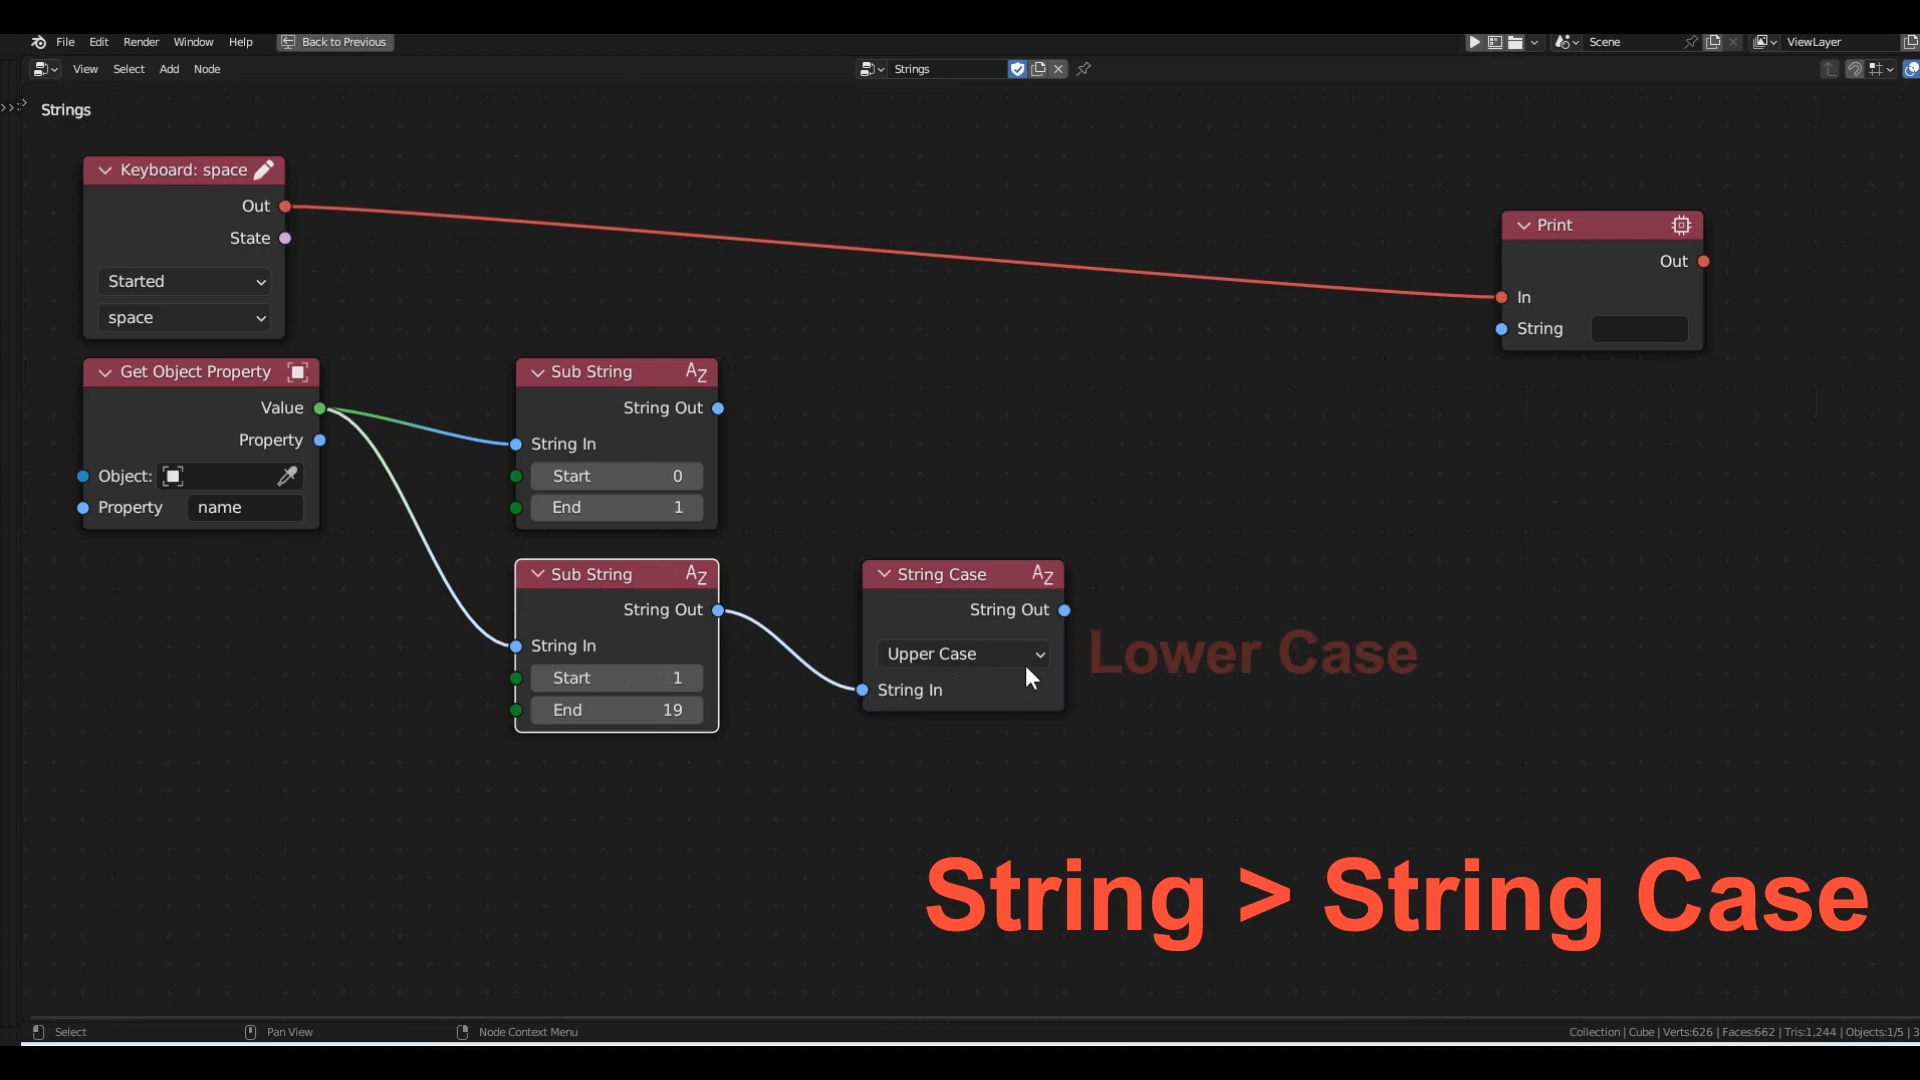 File Edit Render Window Help Back to Previous Scene ViewLayer
View Select Add Node Strings
Strings
Keyboard: space
Out
State
Started
space
Print
Out
In
String
Get Object Property
Value
Property
Object:
Property name
Sub String
String Out
String In
Start 0
End 1
Sub String
String Out
String In
Start 1
End 19
String Case
String Out
Upper Case
String In
Lower Case
String > String Case
Select Pan View Node Context Menu Collection | Cube | Verts:626 | Faces:662 | Tris:1,244 | Objects:1/5 | 3